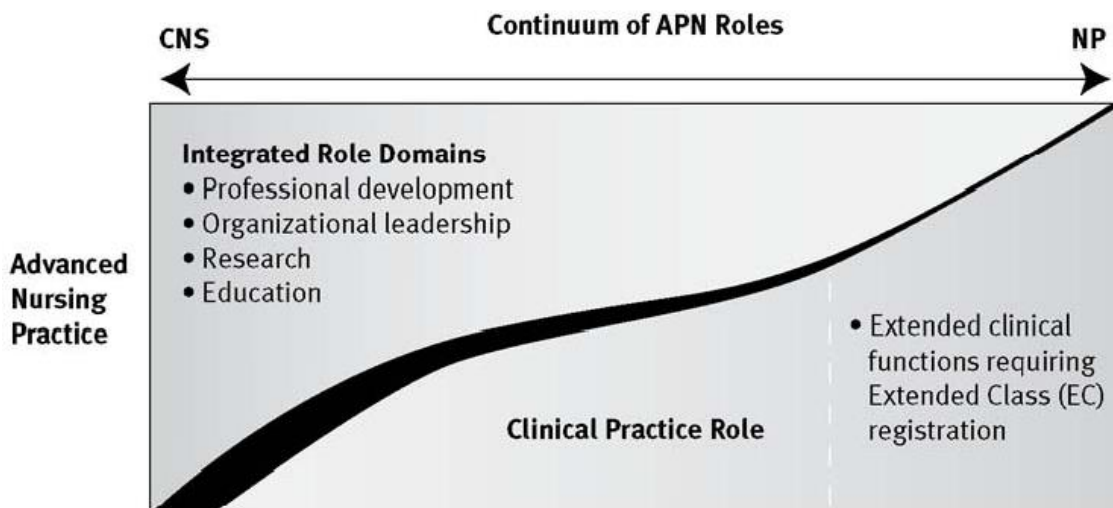 Continuum of APN Roles
CNS
NP
Integrated Role Domains
• Professional development
• Organizational leadership
• Research
• Education
Advanced
Nursing
Practice
• Extended clinical
functions requiring
Extended Class (EC)
registration
Clinical Practice Role